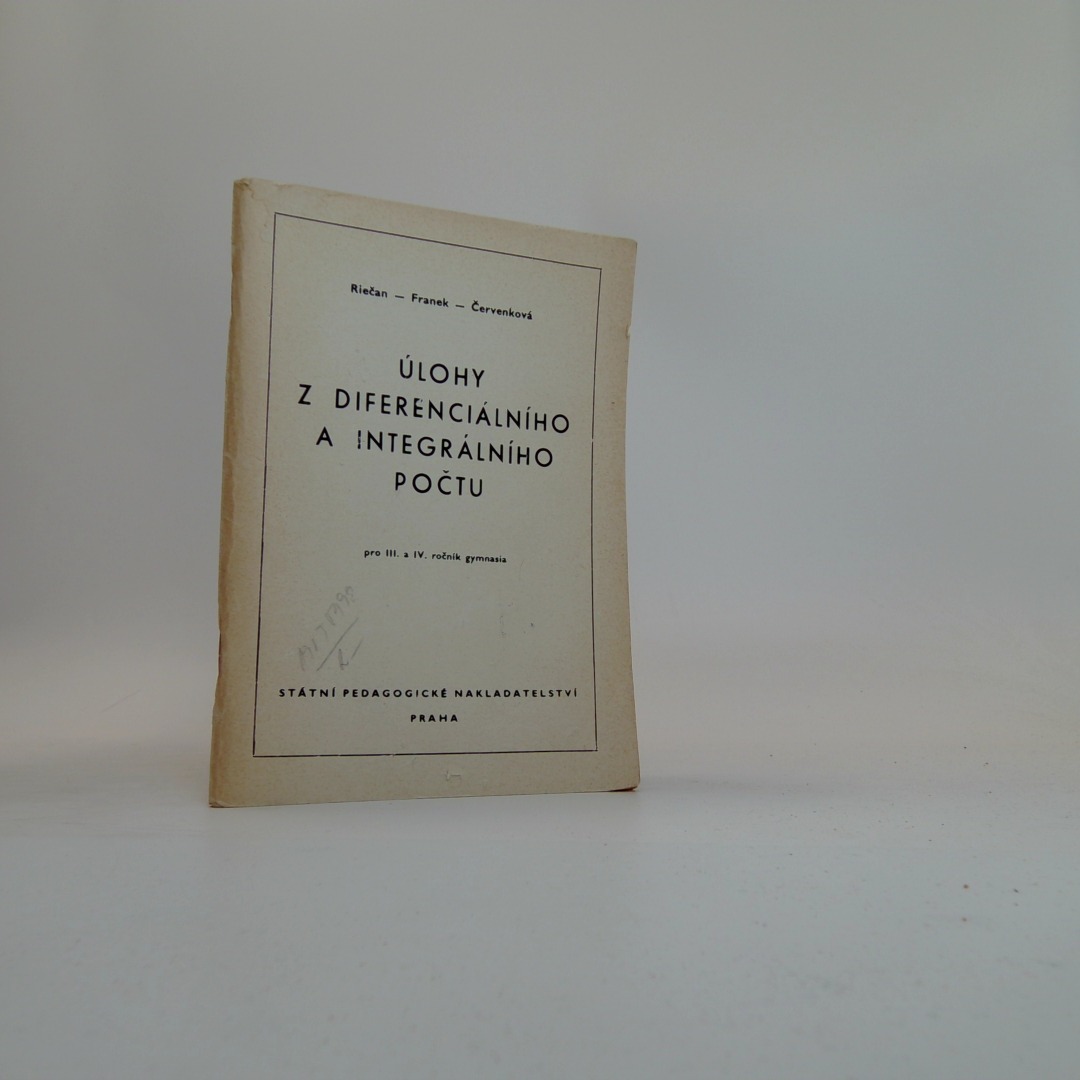 Riečan — Franek — Červenková
ÚLOHY
Z DIFERENCIÁLNÍHO
A INTEGRÁLNÍHO
POČTU
pro III. a IV. ročník gymnasia
STÁTNÍ PEDAGOGICKÉ NAKLADATELSTVÍ
PRAHA